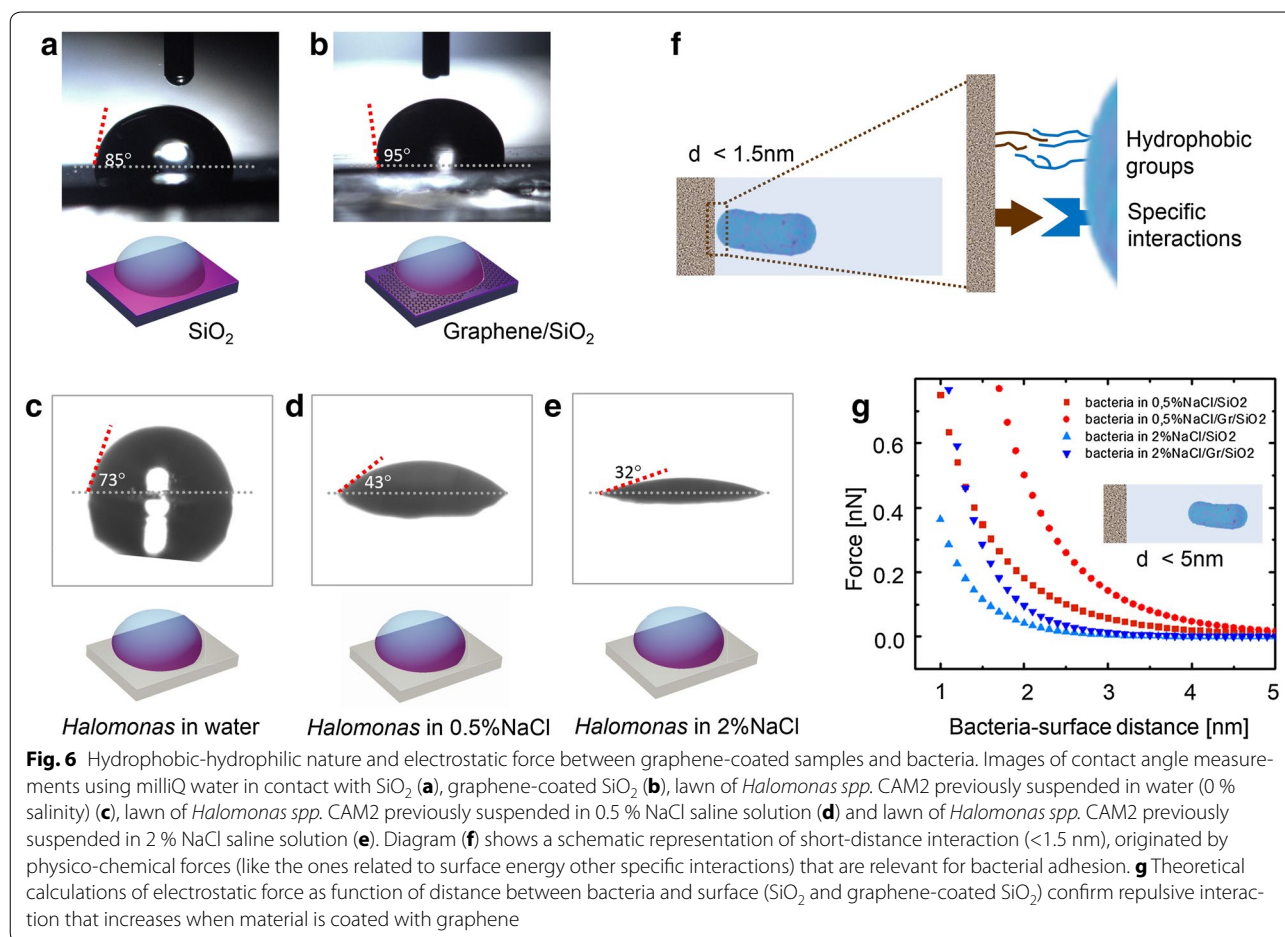 a
85°
SiO₂
b
95°
Graphene/SiO₂
f
d < 1.5nm
Hydrophobic
groups
Specific
interactions
c
73°
Halomonas in water
d
43°
Halomonas in 0.5%NaCl
e
32°
Halomonas in 2%NaCl
g
bacteria in 0,5%NaCl/SiO2
bacteria in 0,5%NaCl/Gr/SiO2
bacteria in 2%NaCl/SiO2
bacteria in 2%NaCl/Gr/SiO2
d < 5nm
Force [nN]
0.6
0.4
0.2
0.0
1 2 3 4 5
Bacteria-surface distance [nm]
Fig. 6 Hydrophobic-hydrophilic nature and electrostatic force between graphene-coated samples and bacteria. Images of contact angle measure-
ments using milliQ water in contact with SiO₂ (a), graphene-coated SiO₂ (b), lawn of Halomonas spp. CAM2 previously suspended in water (0 %
salinity) (c), lawn of Halomonas spp. CAM2 previously suspended in 0.5 % NaCl saline solution (d) and lawn of Halomonas spp. CAM2 previously
suspended in 2 % NaCl saline solution (e). Diagram (f) shows a schematic representation of short-distance interaction (<1.5 nm), originated by
physico-chemical forces (like the ones related to surface energy other specific interactions) that are relevant for bacterial adhesion. g Theoretical
calculations of electrostatic force as function of distance between bacteria and surface (SiO₂ and graphene-coated SiO₂) confirm repulsive interac-
tion that increases when material is coated with graphene